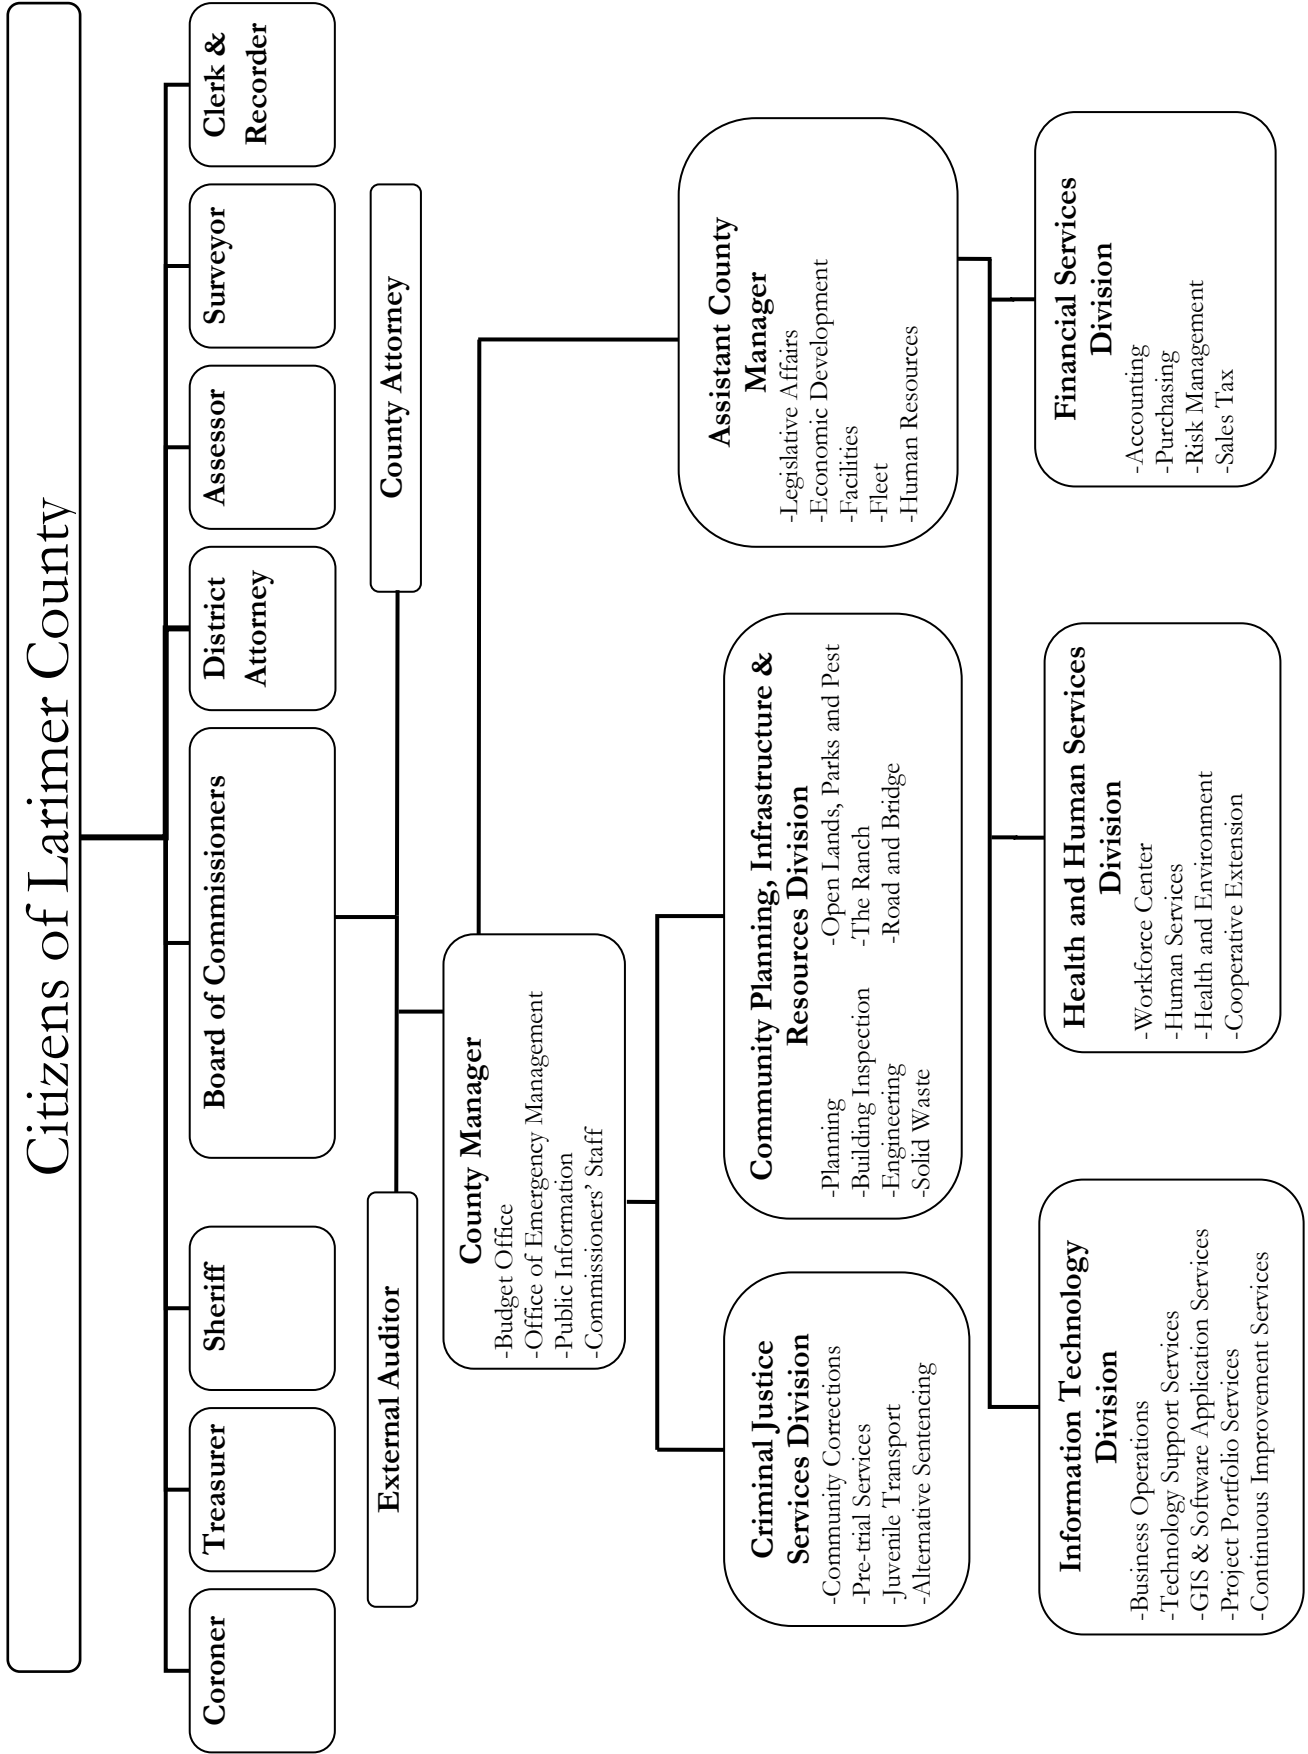 Citizens of Larimer County
Coroner
Treasurer
Sheriff
Board of Commissioners
District
Attorney
Assessor
Surveyor
Clerk &
Recorder
External Auditor
County Attorney
County Manager
-Budget Office
-Office of Emergency Management
-Public Information
-Commissioners’ Staff
Criminal Justice
Services Division
-Community Corrections
-Pre-trial Services
-Juvenile Transport
-Alternative Sentencing
Community Planning, Infrastructure &
Resources Division
-Planning
-Building Inspection
-Engineering
-Solid Waste
-Open Lands, Parks and Pest
-The Ranch
-Road and Bridge
Assistant County
Manager
-Legislative Affairs
-Economic Development
-Facilities
-Fleet
-Human Resources
Information Technology
Division
-Business Operations
-Technology Support Services
-GIS & Software Application Services
-Project Portfolio Services
-Continuous Improvement Services
Health and Human Services
Division
-Workforce Center
-Human Services
-Health and Environment
-Cooperative Extension
Financial Services
Division
-Accounting
-Purchasing
-Risk Management
-Sales Tax